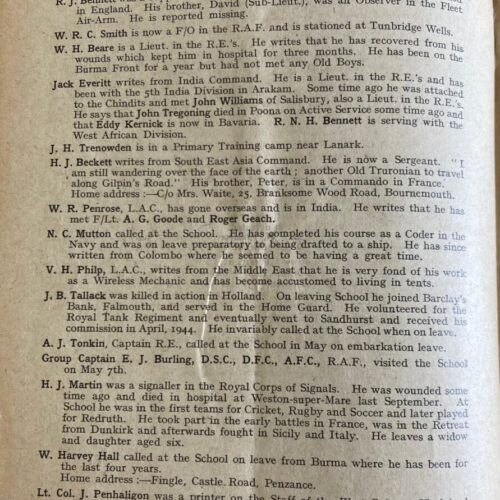 R. J. Bennett was
in England. His brother, David (Sub-Lieut.), was an Observer in the Fleet
Air-Arm. He is reported missing.
W. R. C. Smith is now a F/O in the R.A.F. and is stationed at Tunbridge Wells.
W. H. Beare is a Lieut. in the R.E.'s. He writes that he has recovered from his
wounds which kept him in hospital for three months. He has been on the
Burma Front for a year but had not met any Old Boys.
Jack Everitt writes from India Command. He is a Lieut. in the R.E.'s and has
been with the 5th India Division in Arakam. Some time ago he was attached
to the Chindits and met John Williams of Salisbury, also a Lieut. in the R.E.'s.
He says that John Tregoning died in Poona on Active Service some time ago and
that Eddy Kernick is now in Bavaria. R. N. H. Bennett is serving with the
West African Division.
J. H. Trenowden is in a Primary Training camp near Lanark.
H. J. Beckett writes from South East Asia Command. He is now a Sergeant. "I
am still wandering over the face of the earth; another Old Truronian to travel
'along Gilpin's Road." His brother, Peter, is in a Commando in France.
Home address :—C/o Mrs. Waite, 25, Branksome Wood Road, Bournemouth.
W. R. Penrose, L.A.C., has gone overseas and is in India. He writes that he has
met F/Lt. A. G. Goode and Roger Geach.
N. C. Mutton called at the School. He has completed his course as a Coder in the
Navy and was on leave preparatory to being drafted to a ship. He has since
written from Colombo where he seemed to be having a great time.
V. H. Philp, L.A.C., writes from the Middle East that he is very fond of his work
as a Wireless Mechanic and has become accustomed to living in tents.
J. B. Tallack was killed in action in Holland. On leaving School he joined Barclay's
Bank, Falmouth, and served in the Home Guard. He volunteered for the
Royal Tank Regiment and eventually went to Sandhurst and received his
commission in April, 1944. He invariably called at the School when on leave.
A. J. Tonkin, Captain R.E., called at the School in May on embarkation leave.
Group Captain E. J. Burling, D.S.C., D.F.C., A.F.C., R.A.F., visited the School
on May 7th.
H. J. Martin was a signaller in the Royal Corps of Signals. He was wounded some
time ago and died in hospital at Weston-super-Mare last September. At
School he was in the first teams for Cricket, Rugby and Soccer and later played
for Redruth. He took part in the early battles in France, was in the Retreat
from Dunkirk and afterwards fought in Sicily and Italy. He leaves a widow
and daughter aged six.
W. Harvey Hall called at the School on leave from Burma where he has been for
the last four years.
Home address :—Fingle, Castle Road, Penzance.
Lt. Col. J. Penhaligon was a printer on the Staff of the